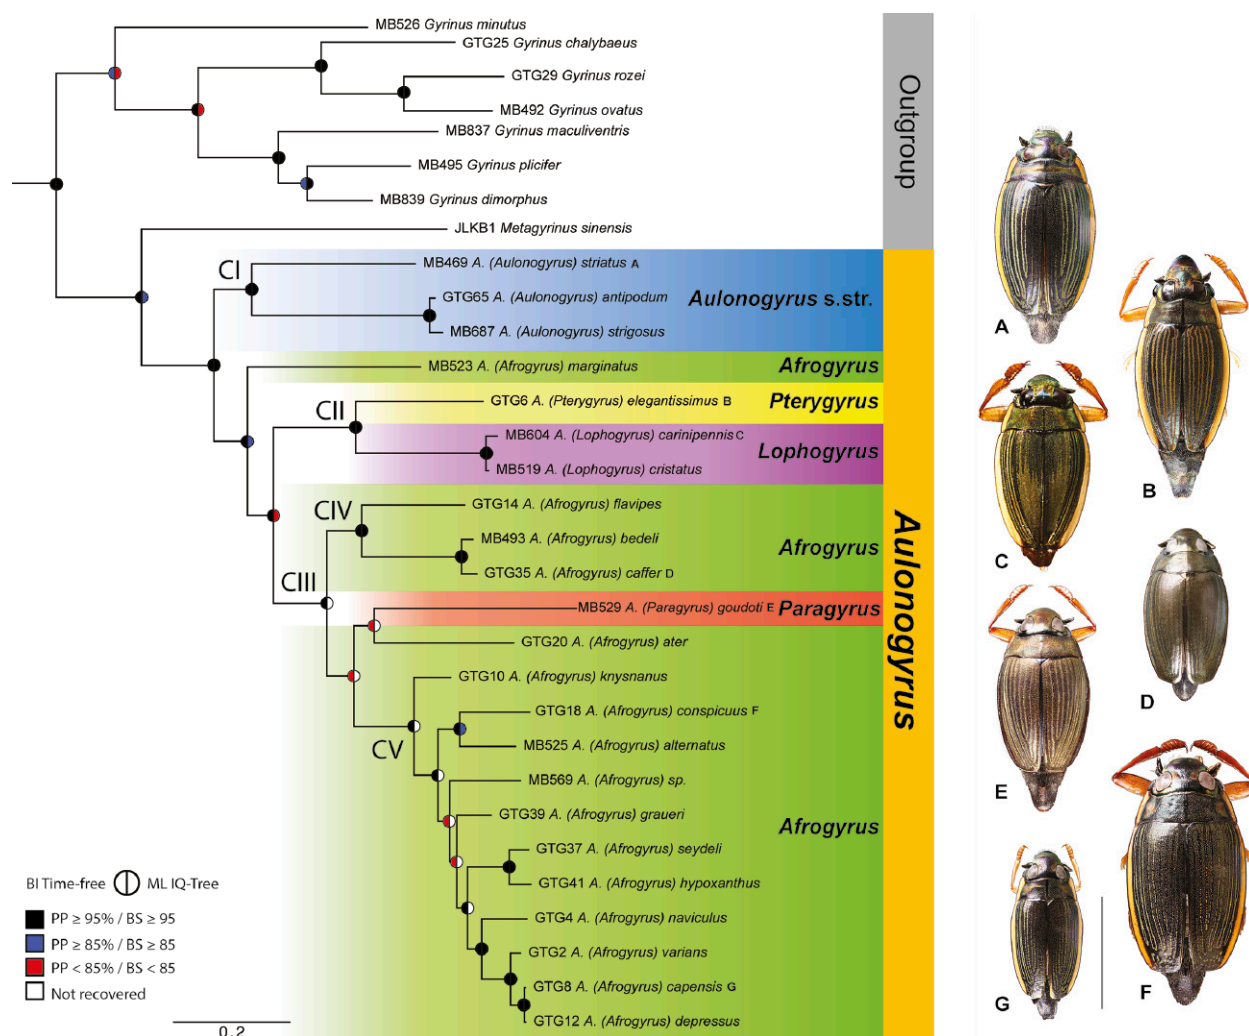 MB526 Gyrinus minutus
GTG25 Gyrinus chalybaeus
GTG29 Gyrinus rozei
MB492 Gyrinus ovatus
MB837 Gyrinus maculiventris
MB495 Gyrinus plicifer
MB839 Gyrinus dimorphus
JLKB1 Metagyrinus sinensis
Outgroup
CI
MB469 A. (Aulonogyrus) striatus A
GTG65 A. (Aulonogyrus) antipodum
MB687 A. (Aulonogyrus) strigosus
Aulonogyrus s.str.
MB523 A. (Afrogyrus) marginatus
Afrogyrus
CII
GTG6 A. (Pterygyrus) elegantissimus B
Pterygyrus
MB604 A. (Lophogyrus) carinipennis C
MB519 A. (Lophogyrus) cristatus
Lophogyrus
CIV
GTG14 A. (Afrogyrus) flavipes
MB493 A. (Afrogyrus) bedeli
GTG35 A. (Afrogyrus) caffer D
Afrogyrus
CIII
MB529 A. (Paragyrus) goudoti E
Paragyrus
GTG20 A. (Afrogyrus) ater
GTG10 A. (Afrogyrus) knysnanus
CV
GTG18 A. (Afrogyrus) conspicuus F
MB525 A. (Afrogyrus) alternatus
MB569 A. (Afrogyrus) sp.
GTG39 A. (Afrogyrus) graueri
Afrogyrus
GTG37 A. (Afrogyrus) seydeli
GTG41 A. (Afrogyrus) hypoxanthus
GTG4 A. (Afrogyrus) naviculus
GTG2 A. (Afrogyrus) varians
GTG8 A. (Afrogyrus) capensis G
GTG12 A. (Afrogyrus) depressus
Aulonogyrus
BI Time-free ML IQ-Tree
PP ≥ 95% / BS ≥ 95
PP ≥ 85% / BS ≥ 85
PP < 85% / BS < 85
Not recovered
0.2
A
B
C
D
E
F
G